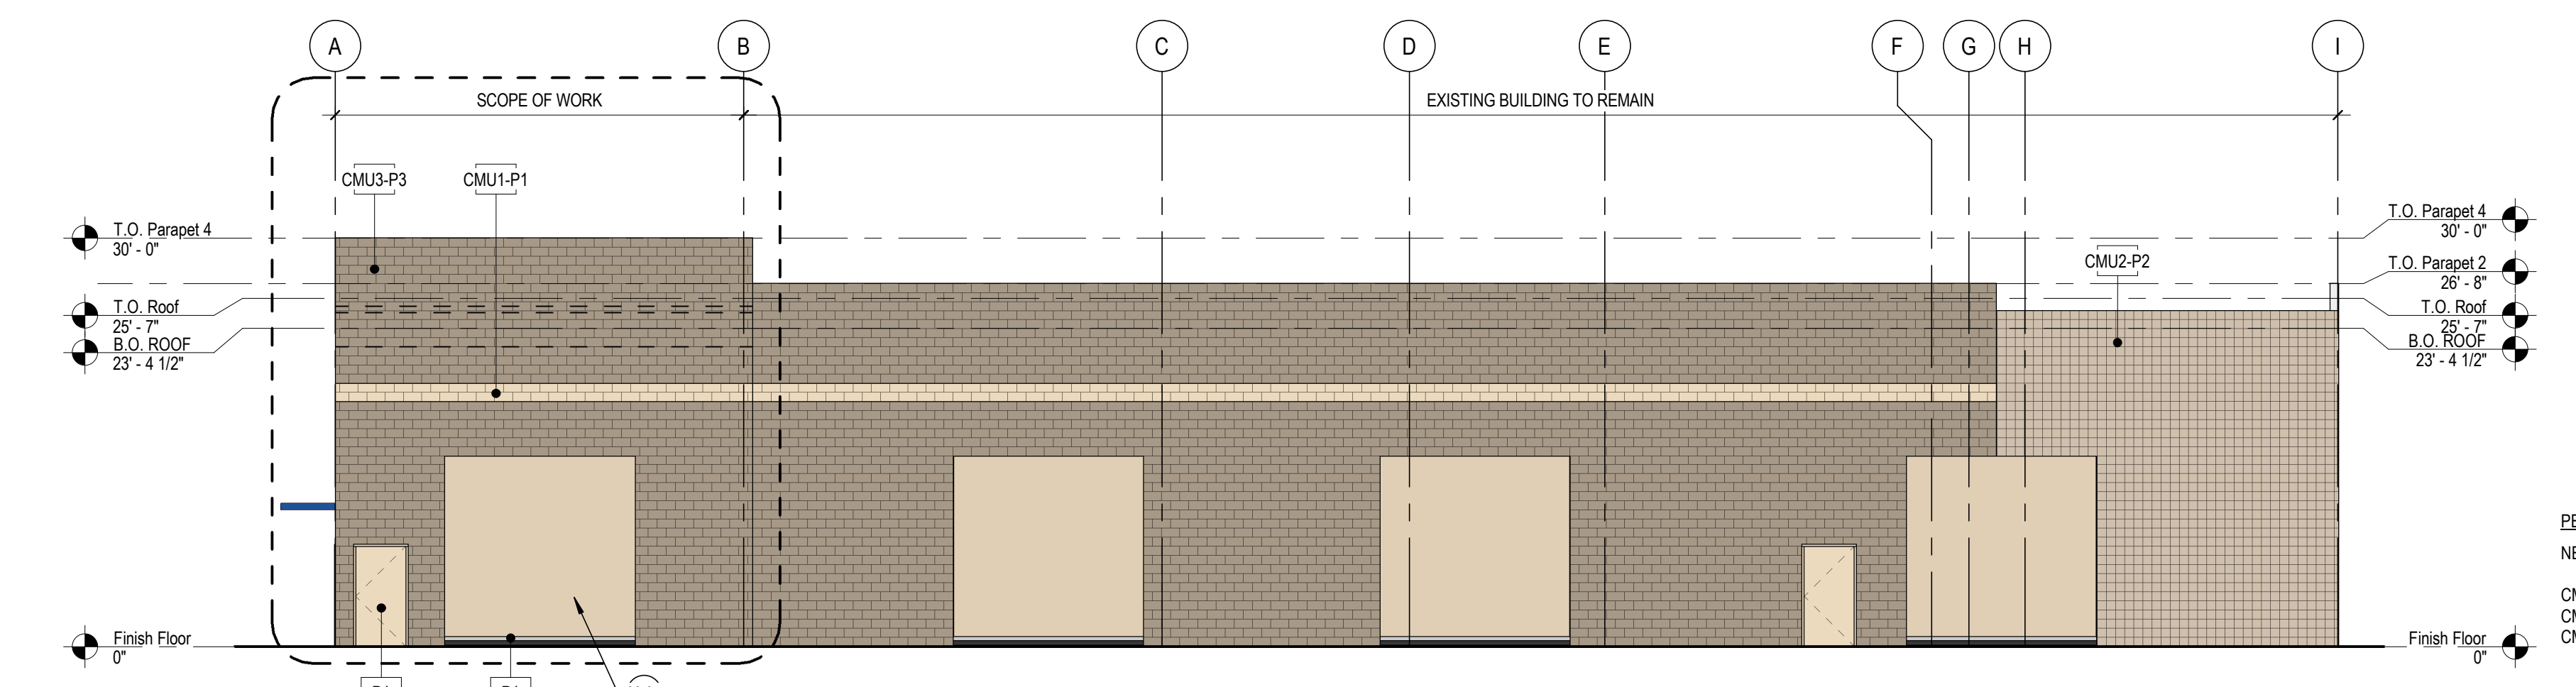 A B C D E F G H I
SCOPE OF WORK
EXISTING BUILDING TO REMAIN
CMU3-P3
CMU1-P1
CMU2-P2
T.O. Parapet 4
30' - 0"
T.O. Roof
25' - 7"
B.O. ROOF
23' - 4 1/2"
Finish Floor
0"
T.O. Parapet 4
30' - 0"
T.O. Parapet 2
26' - 8"
T.O. Roof
25' - 7"
B.O. ROOF
23' - 4 1/2"
Finish Floor
0"